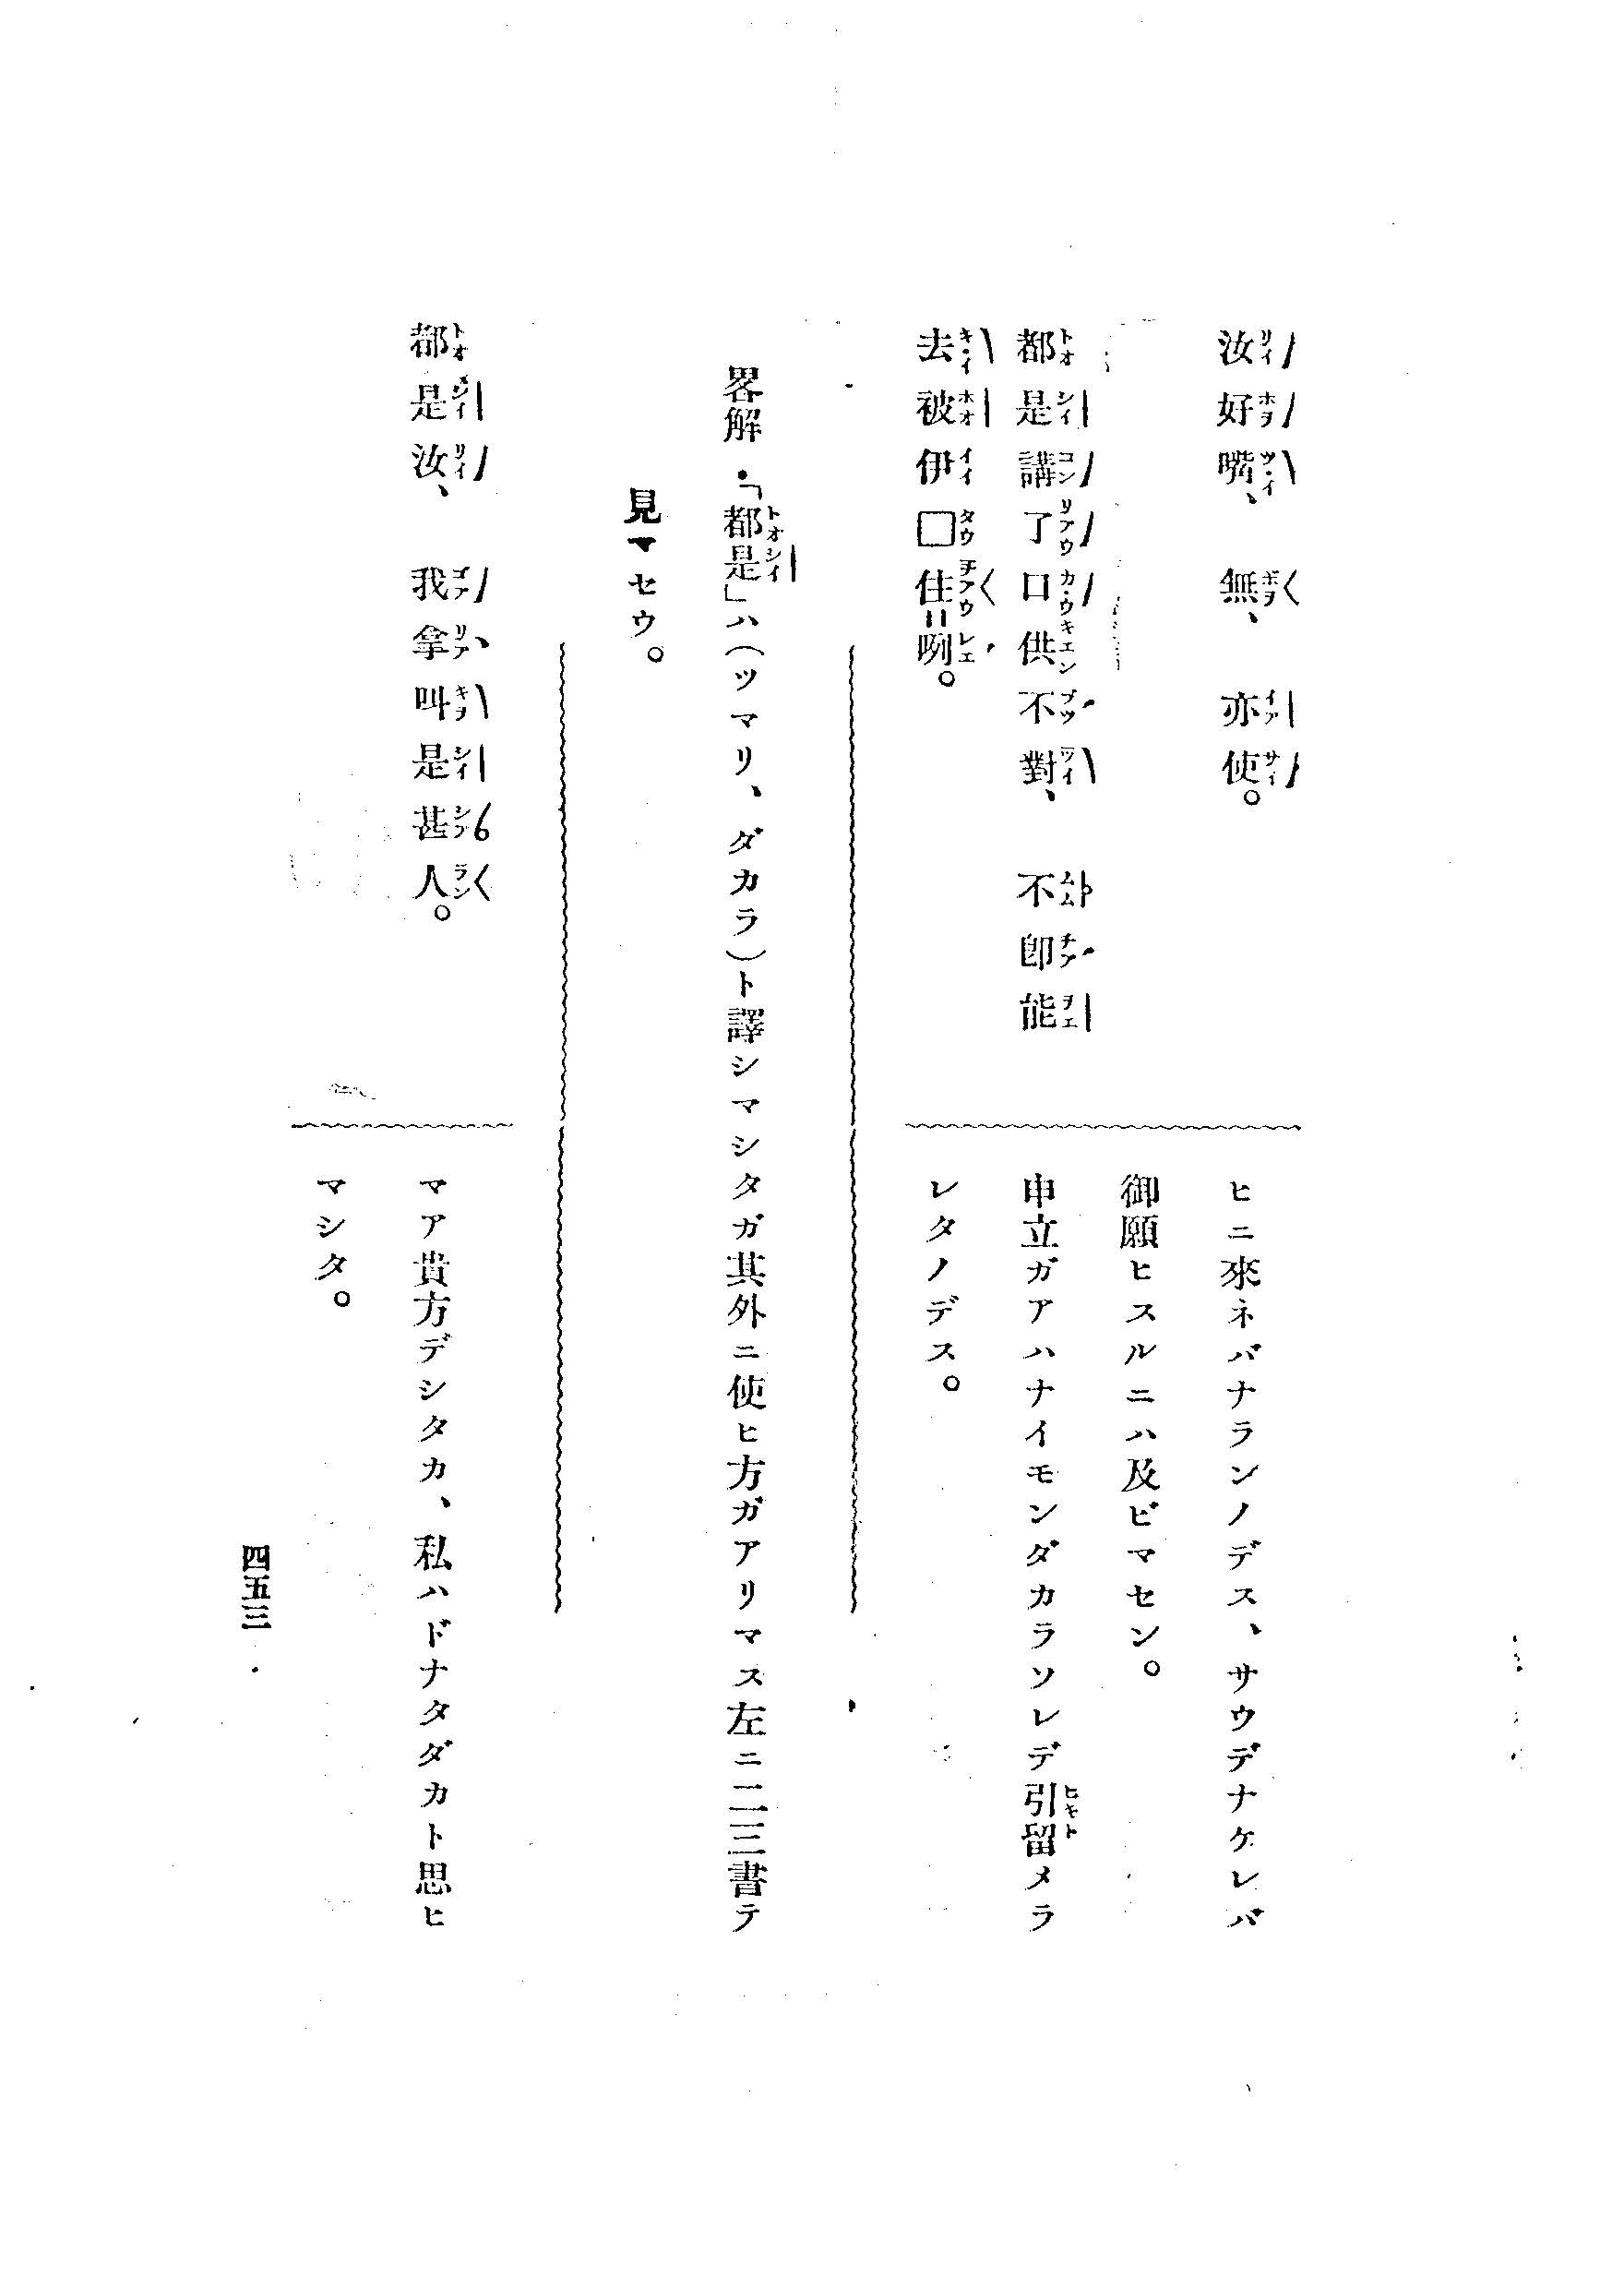 汝好嘴、無、亦使。
都是講了口供不對、不卽能
去被伊□住=咧。
ヒニ來ネバナランノデス、サウデナケレバ
御願ヒスルニハ及ビマセン。
申立ガアハナイモンダカラソレデ引留メラ
レタノデス。
畧解・「都是」ハ(ツマリ、ダカラ)ト譯シマシタガ其外ニ使ヒ方ガアリマス左ニ二三書テ
見マセウ。
都是汝、我拿叫是甚人。
マア貴方デシタカ、私ハドナタダカト思ヒ
マシタ。
四五三